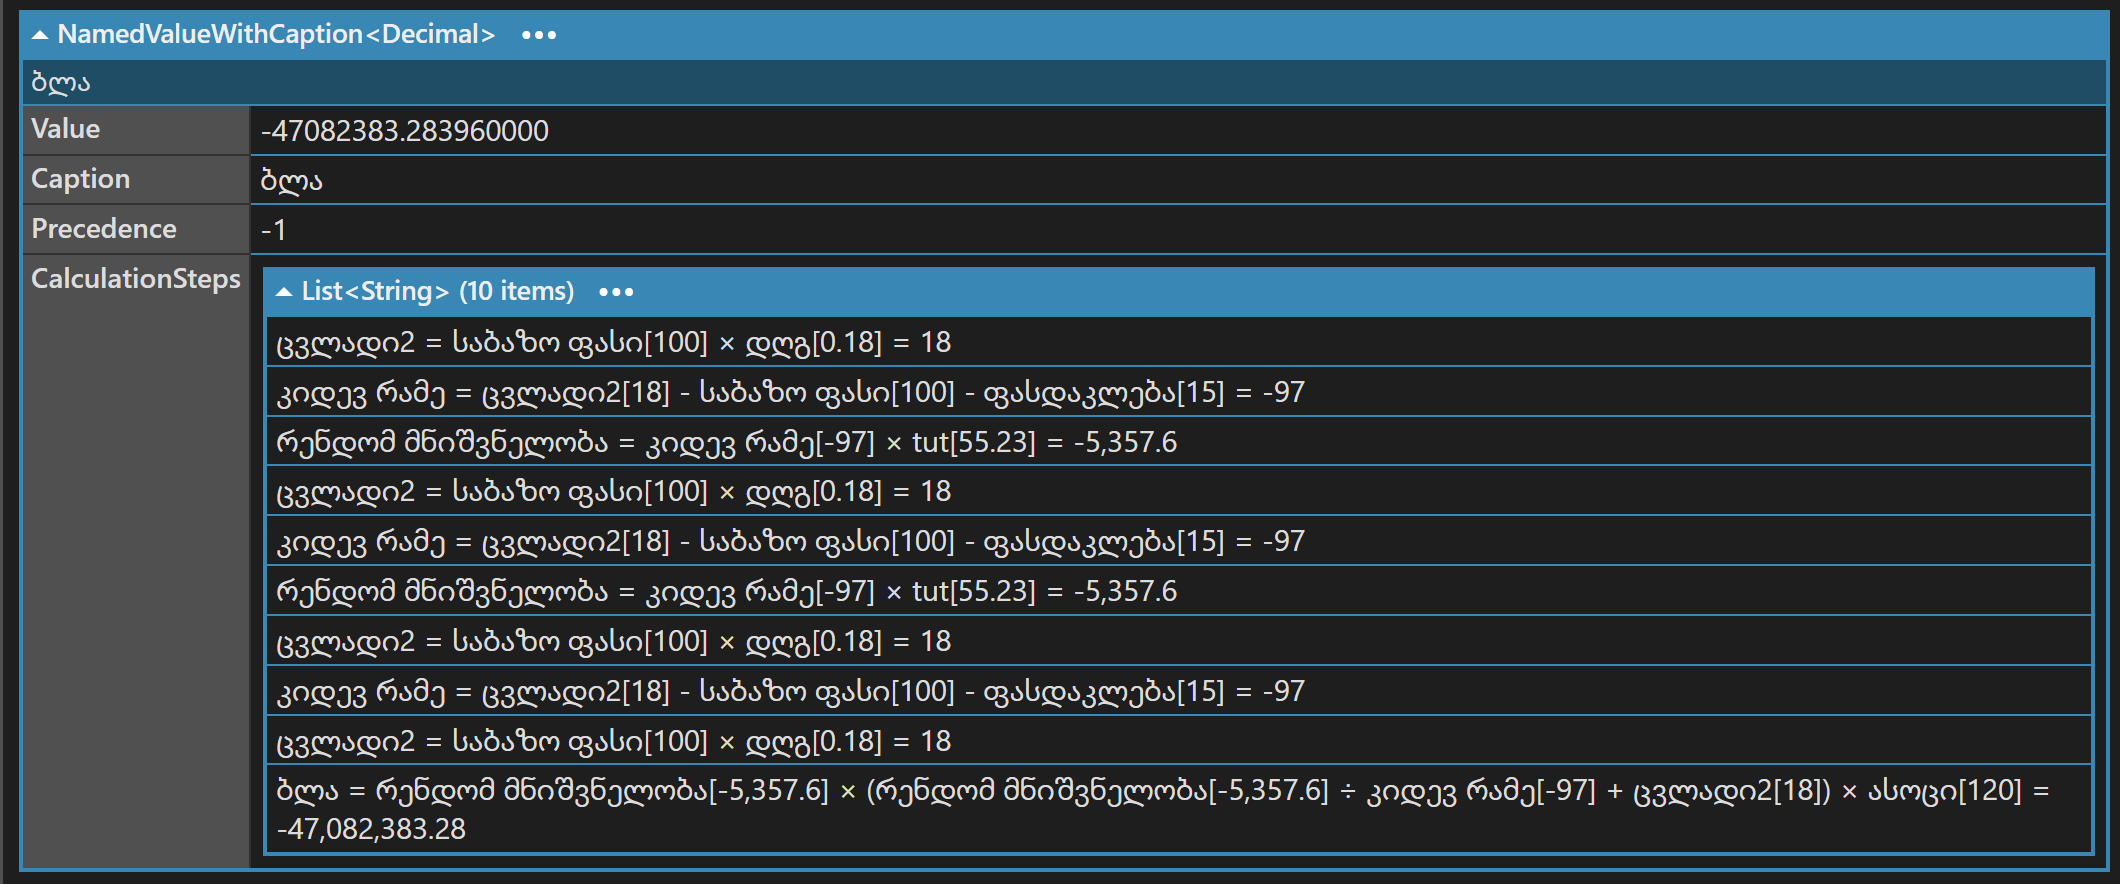 NamedValueWithCaption<Decimal> •••
ბლა
Value -47082383.283960000
Caption ბლა
Precedence -1
CalculationSteps
List<String> (10 items) •••
ცვლადი2 = საბაზო ფასი[100] × დღგ[0.18] = 18
კიდევ რამე = ცვლადი2[18] - საბაზო ფასი[100] - ფასდაკლება[15] = -97
რენდომ მნიშვნელობა = კიდევ რამე[-97] × tut[55.23] = -5,357.6
ცვლადი2 = საბაზო ფასი[100] × დღგ[0.18] = 18
კიდევ რამე = ცვლადი2[18] - საბაზო ფასი[100] - ფასდაკლება[15] = -97
რენდომ მნიშვნელობა = კიდევ რამე[-97] × tut[55.23] = -5,357.6
ცვლადი2 = საბაზო ფასი[100] × დღგ[0.18] = 18
კიდევ რამე = ცვლადი2[18] - საბაზო ფასი[100] - ფასდაკლება[15] = -97
ცვლადი2 = საბაზო ფასი[100] × დღგ[0.18] = 18
ბლა = რენდომ მნიშვნელობა[-5,357.6] × (რენდომ მნიშვნელობა[-5,357.6] ÷ კიდევ რამე[-97] + ცვლადი2[18]) × ასოცი[120] =
-47,082,383.28